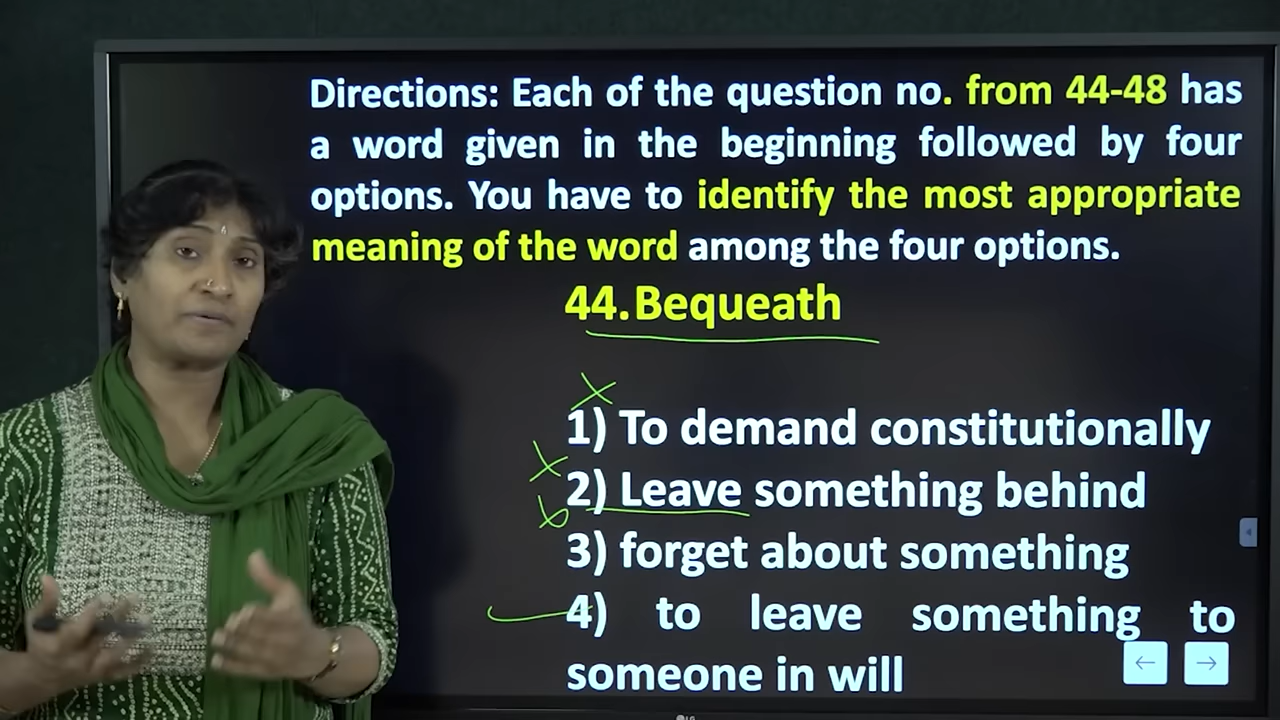 Directions: Each of the question no. from 44-48 has
a word given in the beginning followed by four
options. You have to identify the most appropriate
meaning of the word among the four options.
44.Bequeath
1) To demand constitutionally
2) Leave something behind
3) forget about something
4) to leave something to
someone in will
LG